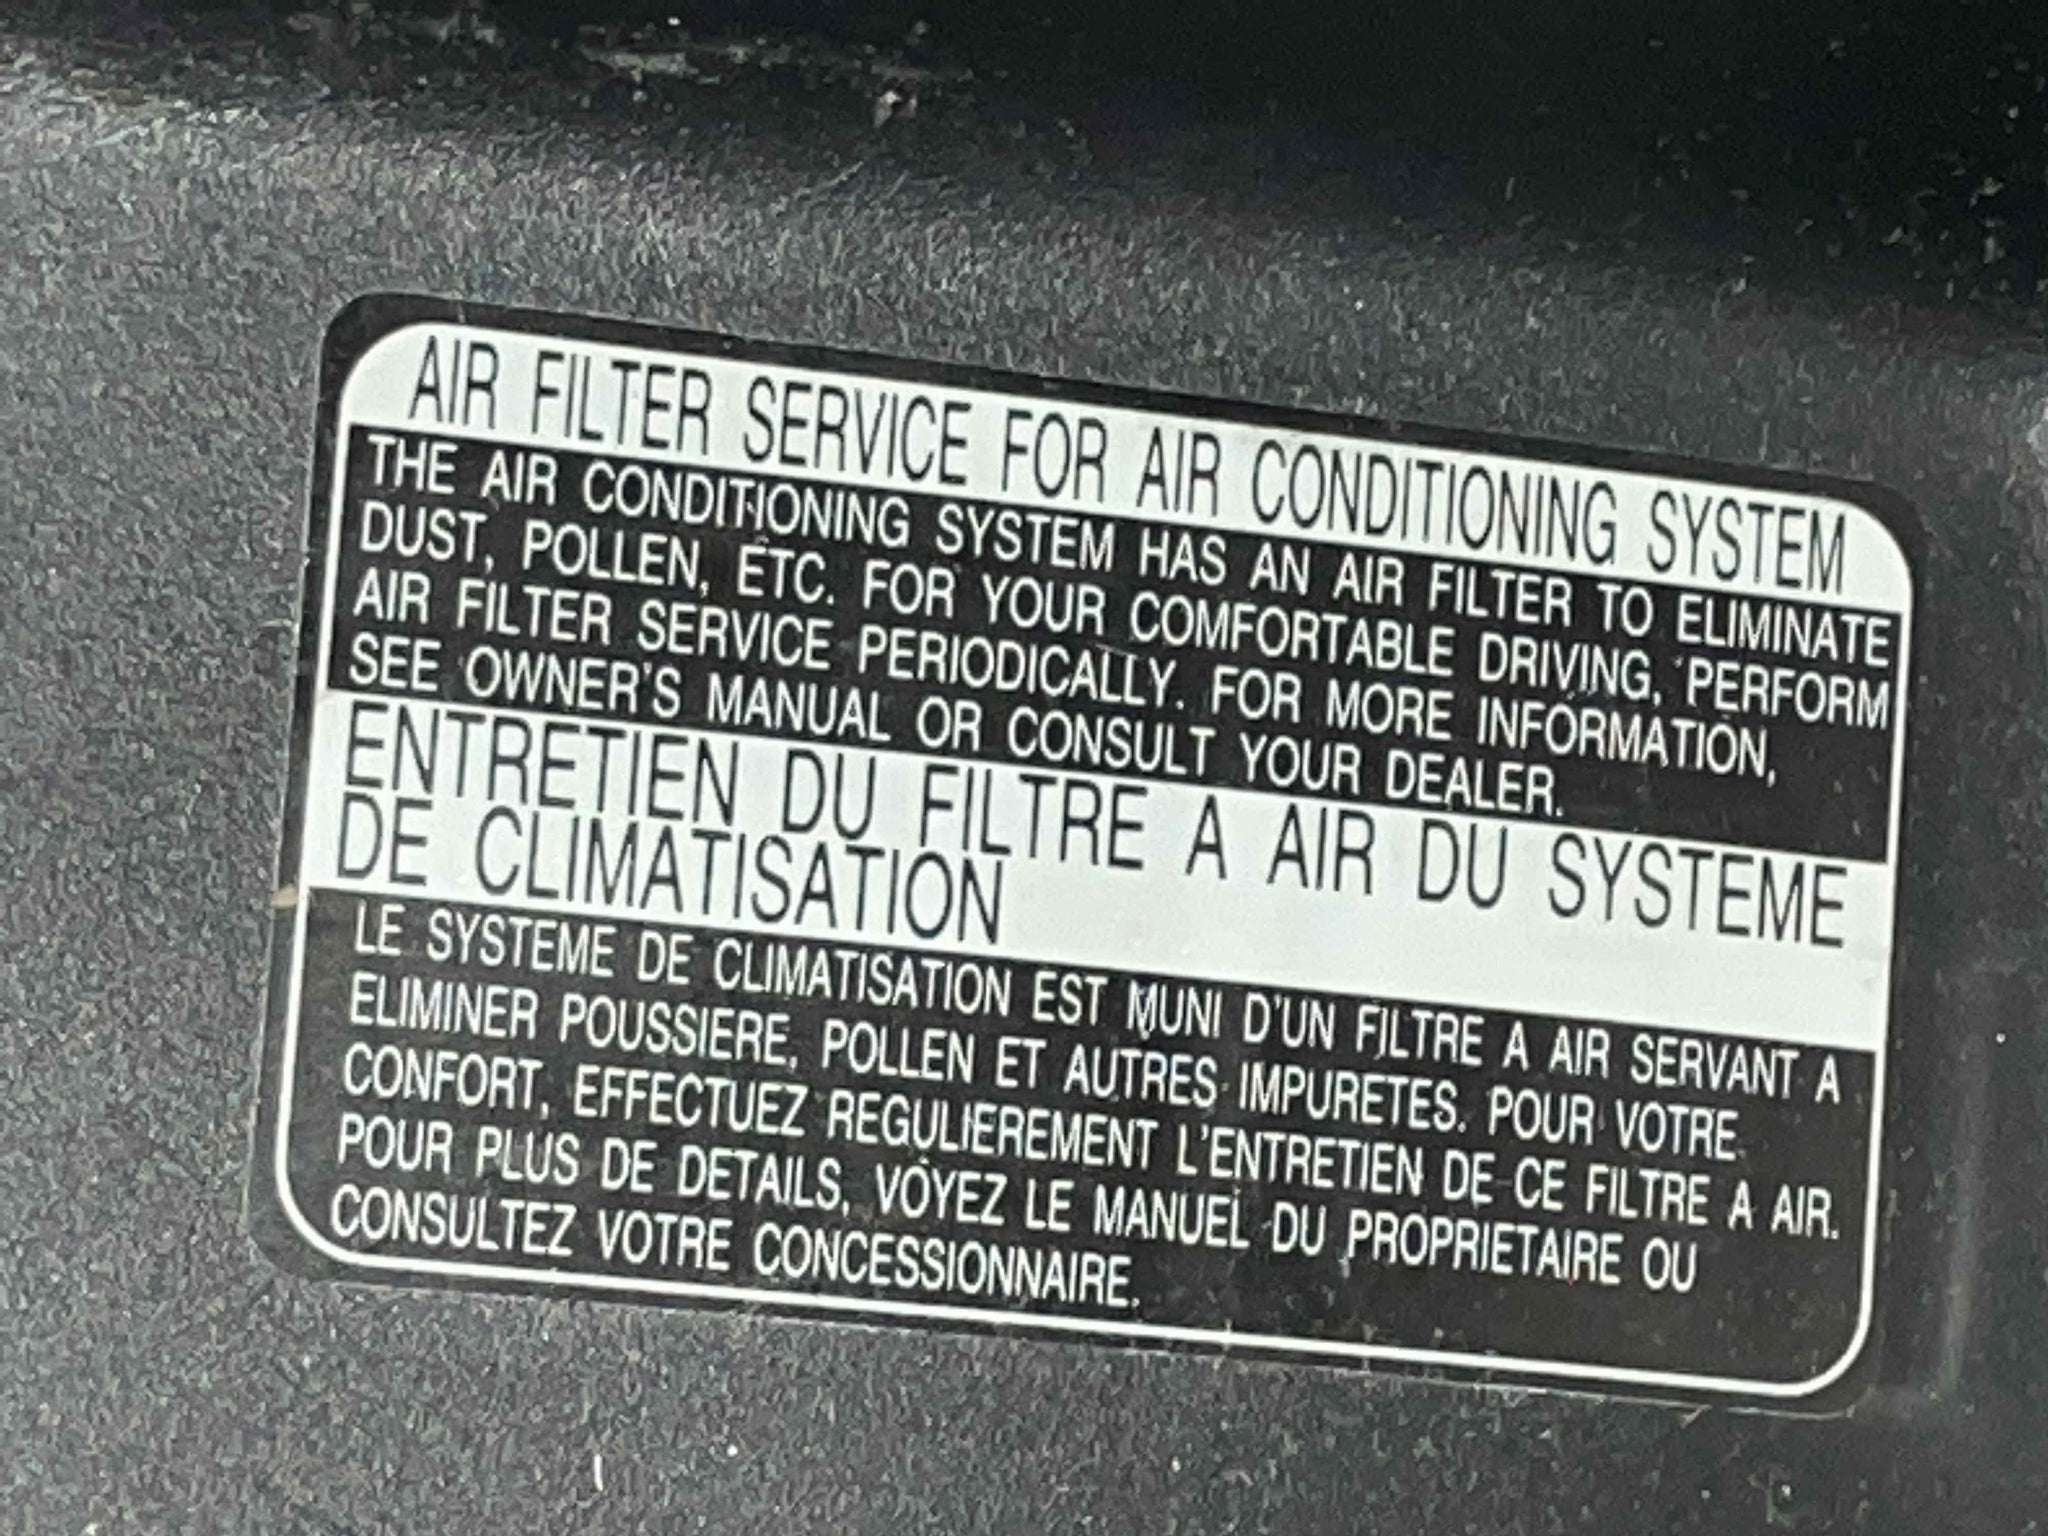 AIR FILTER SERVICE FOR AIR CONDITIONING SYSTEM
THE AIR CONDITIONING SYSTEM HAS AN AIR FILTER TO ELIMINATE
DUST, POLLEN, ETC. FOR YOUR COMFORTABLE DRIVING, PERFORM
AIR FILTER SERVICE PERIODICALLY. FOR MORE INFORMATION,
SEE OWNER'S MANUAL OR CONSULT YOUR DEALER.
ENTRETIEN DU FILTRE A AIR DU SYSTEME
DE CLIMATISATION
LE SYSTEME DE CLIMATISATION EST MUNI D'UN FILTRE A AIR SERVANT A
ELIMINER POUSSIERE, POLLEN ET AUTRES IMPURETES. POUR VOTRE
CONFORT, EFFECTUEZ REGULIEREMENT L'ENTRETIEN DE CE FILTRE A AIR.
POUR PLUS DE DETAILS, VOYEZ LE MANUEL DU PROPRIETAIRE OU
CONSULTEZ VOTRE CONCESSIONNAIRE.